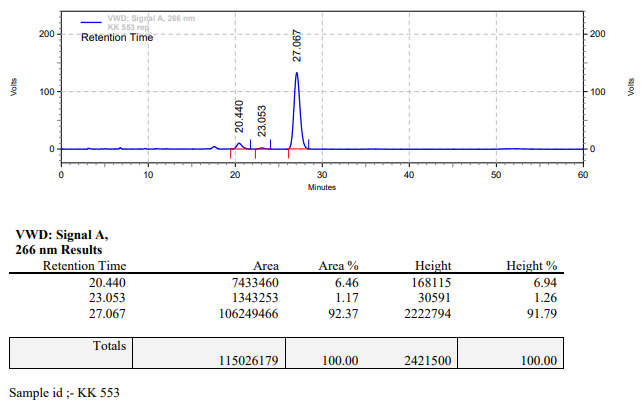 VWD: Signal A, 266 nm
KK 553 rep
Retention Time
200
100
0
Volts
20.440
23.053
27.067
200
100
0
Volts
0 10 20 30 40 50 60
Minutes
VWD: Signal A,
266 nm Results
Retention Time Area Area % Height Height %
20.440 7433460 6.46 168115 6.94
23.053 1343253 1.17 30591 1.26
27.067 106249466 92.37 2222794 91.79
Totals
115026179 100.00 2421500 100.00
Sample id ;- KK 553